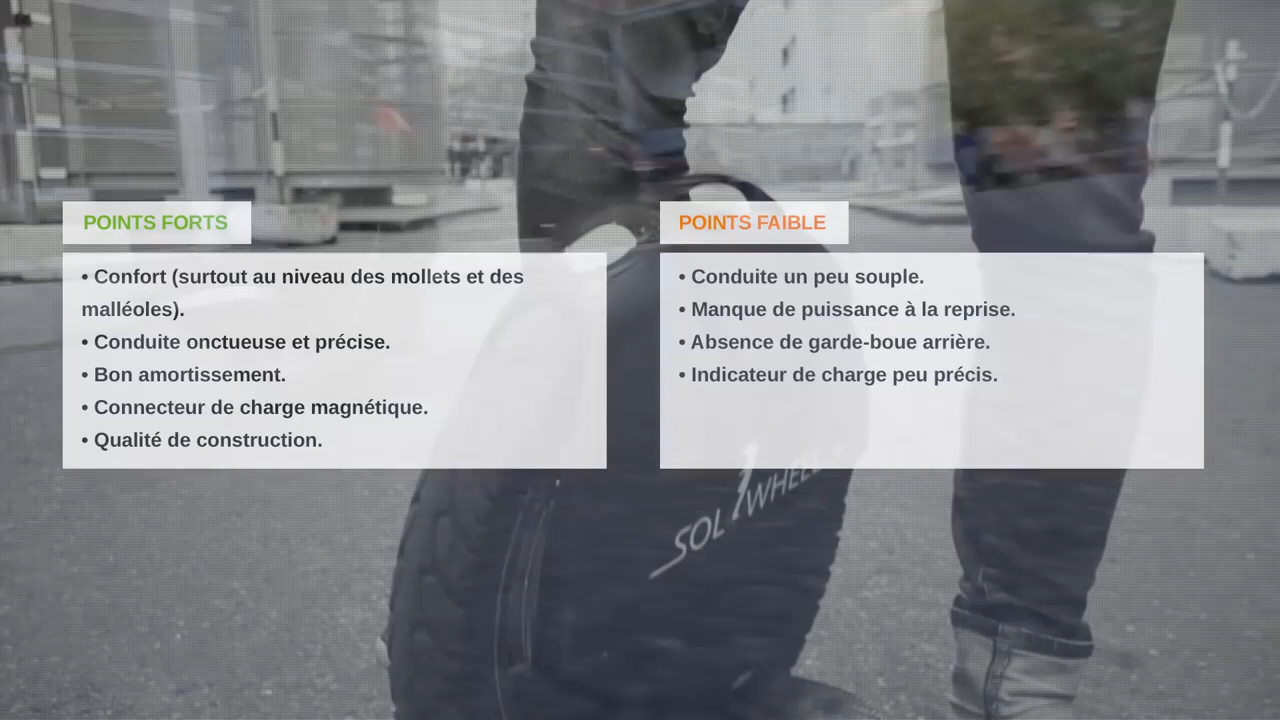 POINTS FORTS
• Confort (surtout au niveau des mollets et des
malléoles).
• Conduite onctueuse et précise.
• Bon amortissement.
• Connecteur de charge magnétique.
• Qualité de construction.
POINTS FAIBLE
• Conduite un peu souple.
• Manque de puissance à la reprise.
• Absence de garde-boue arrière.
• Indicateur de charge peu précis.
SOLOWHEEL